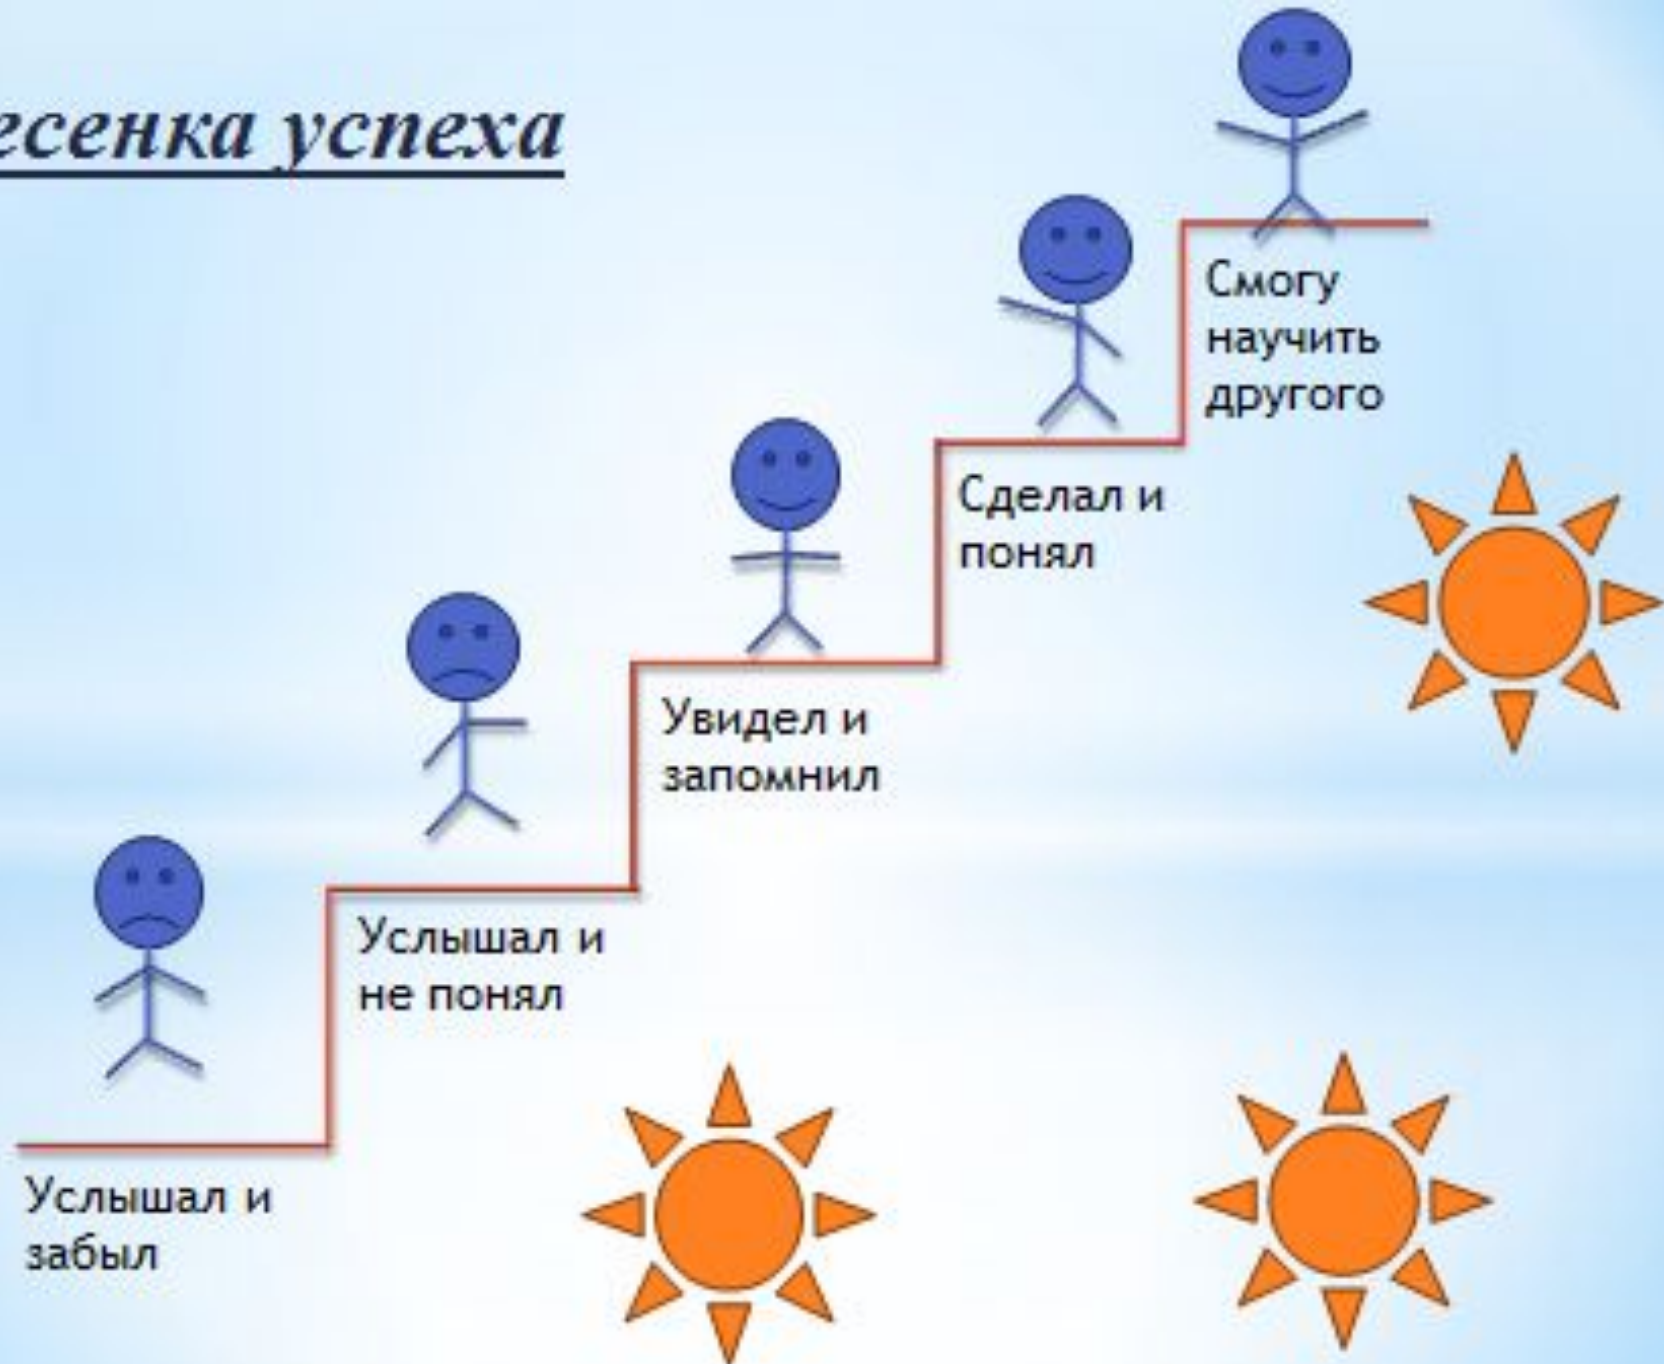 есенка успеха
Смогу
научить
другого
Сделал и
понял
Увидел и
запомнил
Услышал и
не понял
Услышал и
забыл